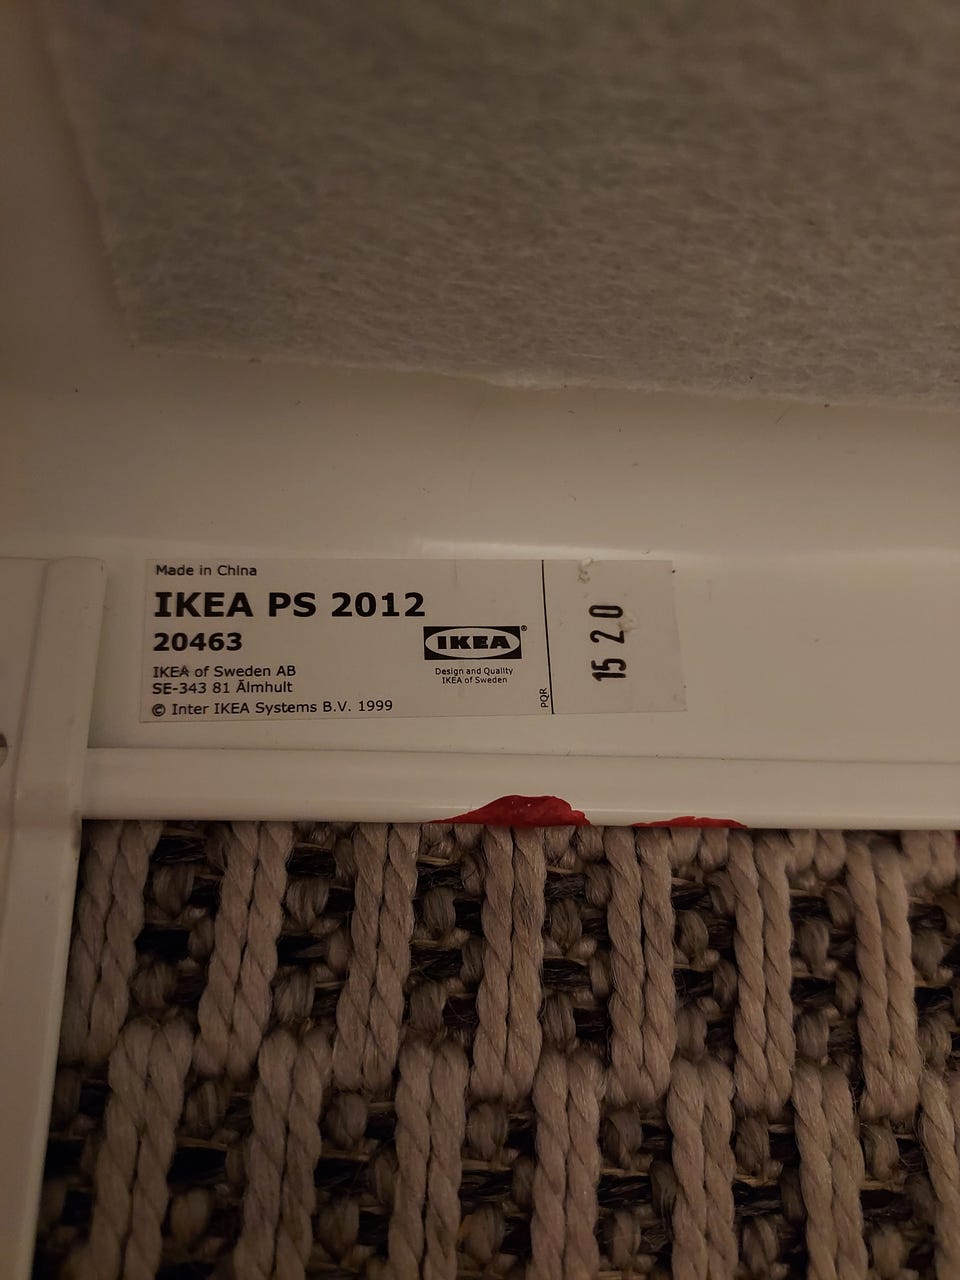 Made in China
IKEA PS 2012
20463
IKEA of Sweden AB
SE-343 81 Älmhult
© Inter IKEA Systems B.V. 1999
IKEA®
Design and Quality
IKEA of Sweden
PQR
15 20